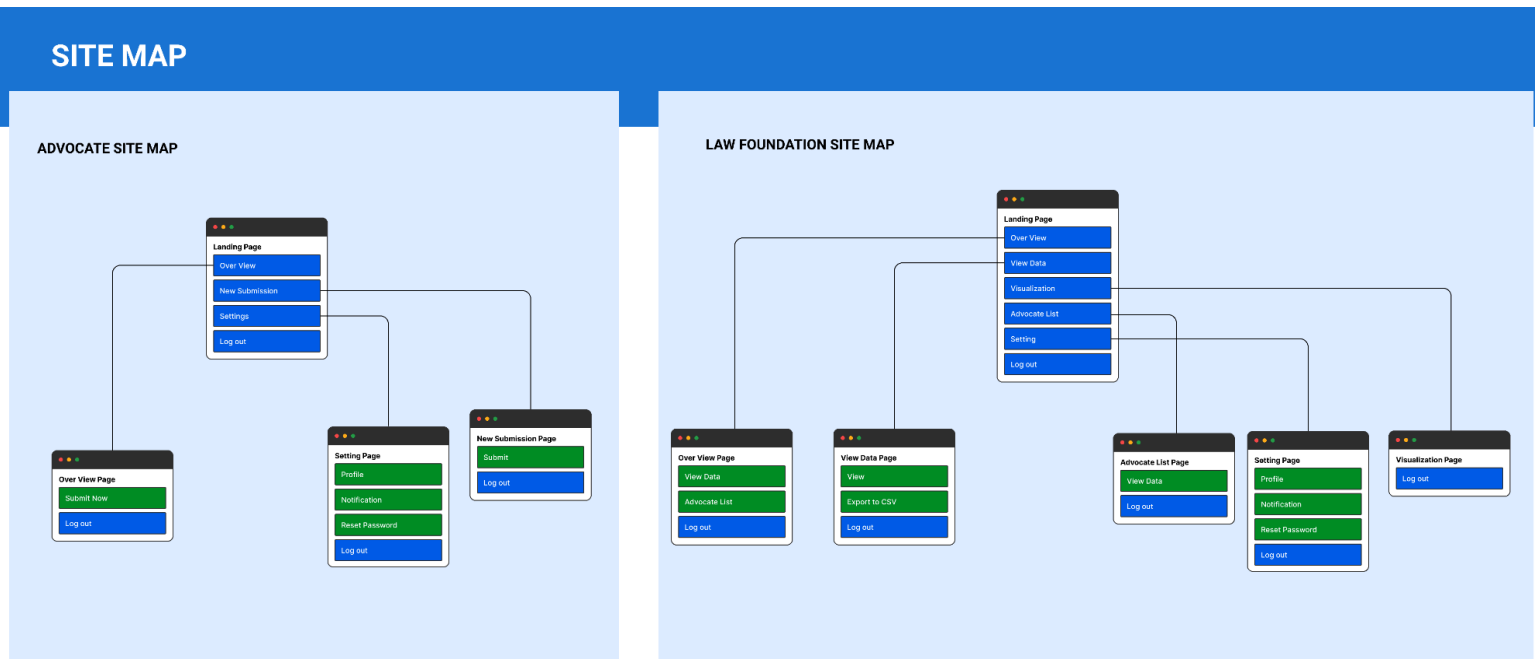 SITE MAP
ADVOCATE SITE MAP
Landing Page
Over View
New Submission
Settings
Log out
Over View Page
Submit Now
Log out
Setting Page
Profile
Notification
Reset Password
Log out
New Submission Page
Submit
Log out
LAW FOUNDATION SITE MAP
Landing Page
Over View
View Data
Visualization
Advocate List
Setting
Log out
Over View Page
View Data
Advocate List
Log out
View Data Page
View
Export to CSV
Log out
Advocate List Page
View Data
Log out
Setting Page
Profile
Notification
Reset Password
Log out
Visualization Page
Log out